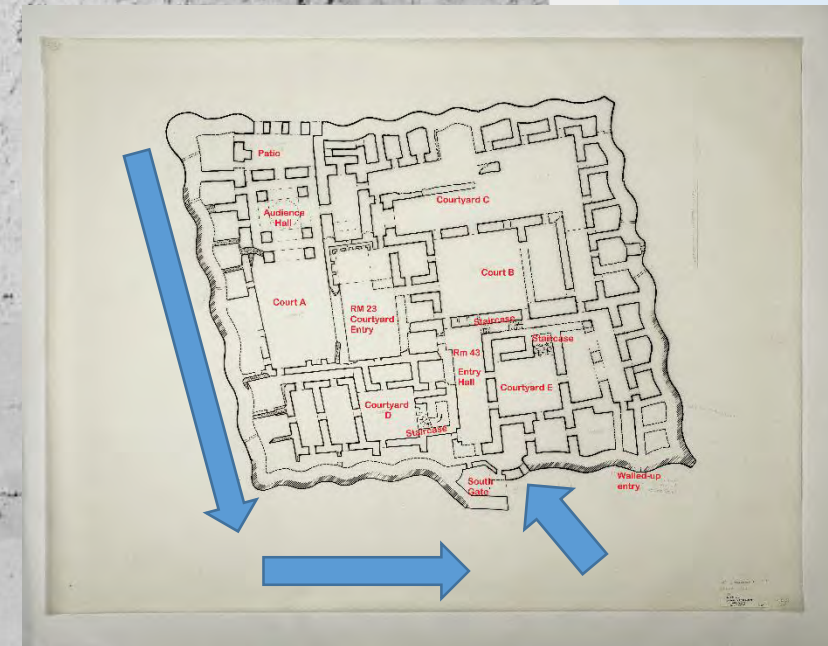 Patio
Courtyard C
Audience
Hall
Court B
Court A
RM 23
Courtyard
Entry
Staircase
Staircase
Rm 43
Entry
Hall
Courtyard E
Courtyard
D
Staircase
South
Gate
Walled-up
entry